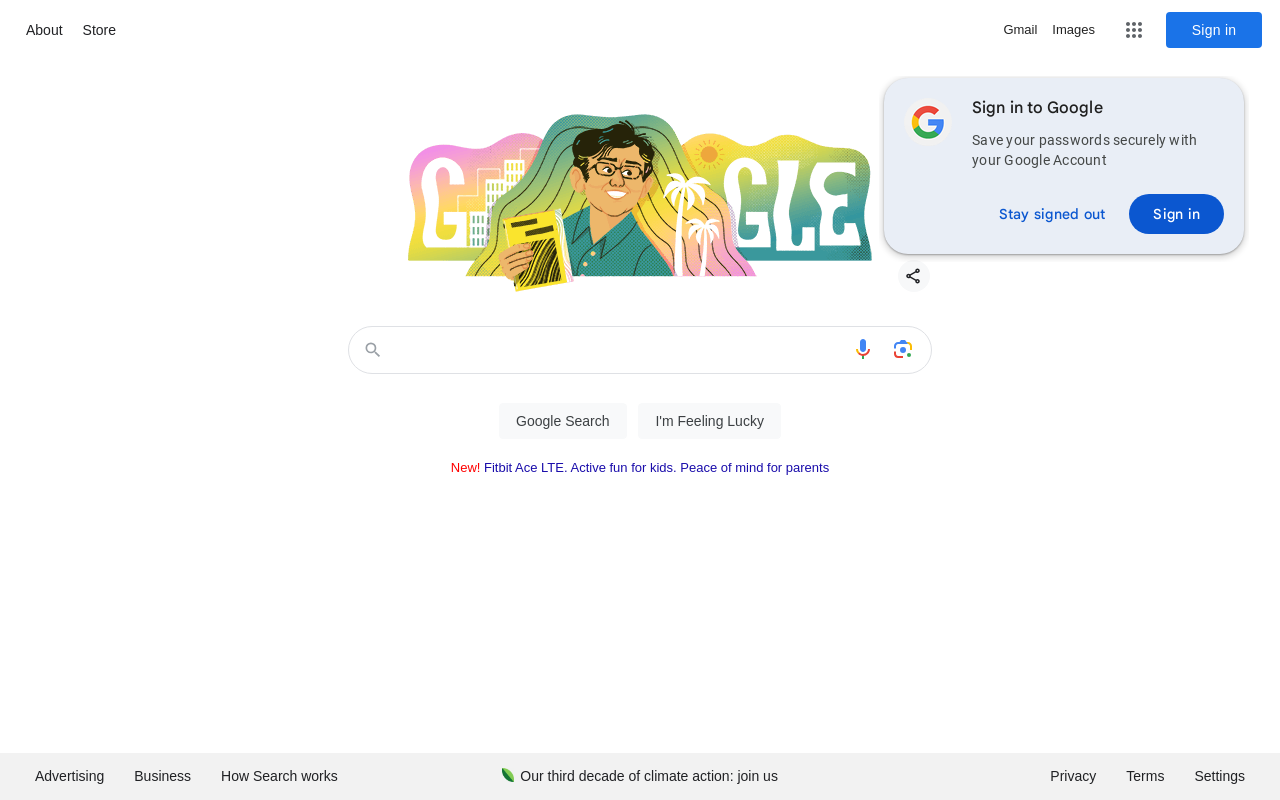 About
Store
Gmail
Images
Sign in
GOOGLE
Sign in to Google
Save your passwords securely with
your Google Account
Stay signed out
Sign in
Google Search
I'm Feeling Lucky
New! Fitbit Ace LTE. Active fun for kids. Peace of mind for parents
Advertising
Business
How Search works
Our third decade of climate action: join us
Privacy
Terms
Settings